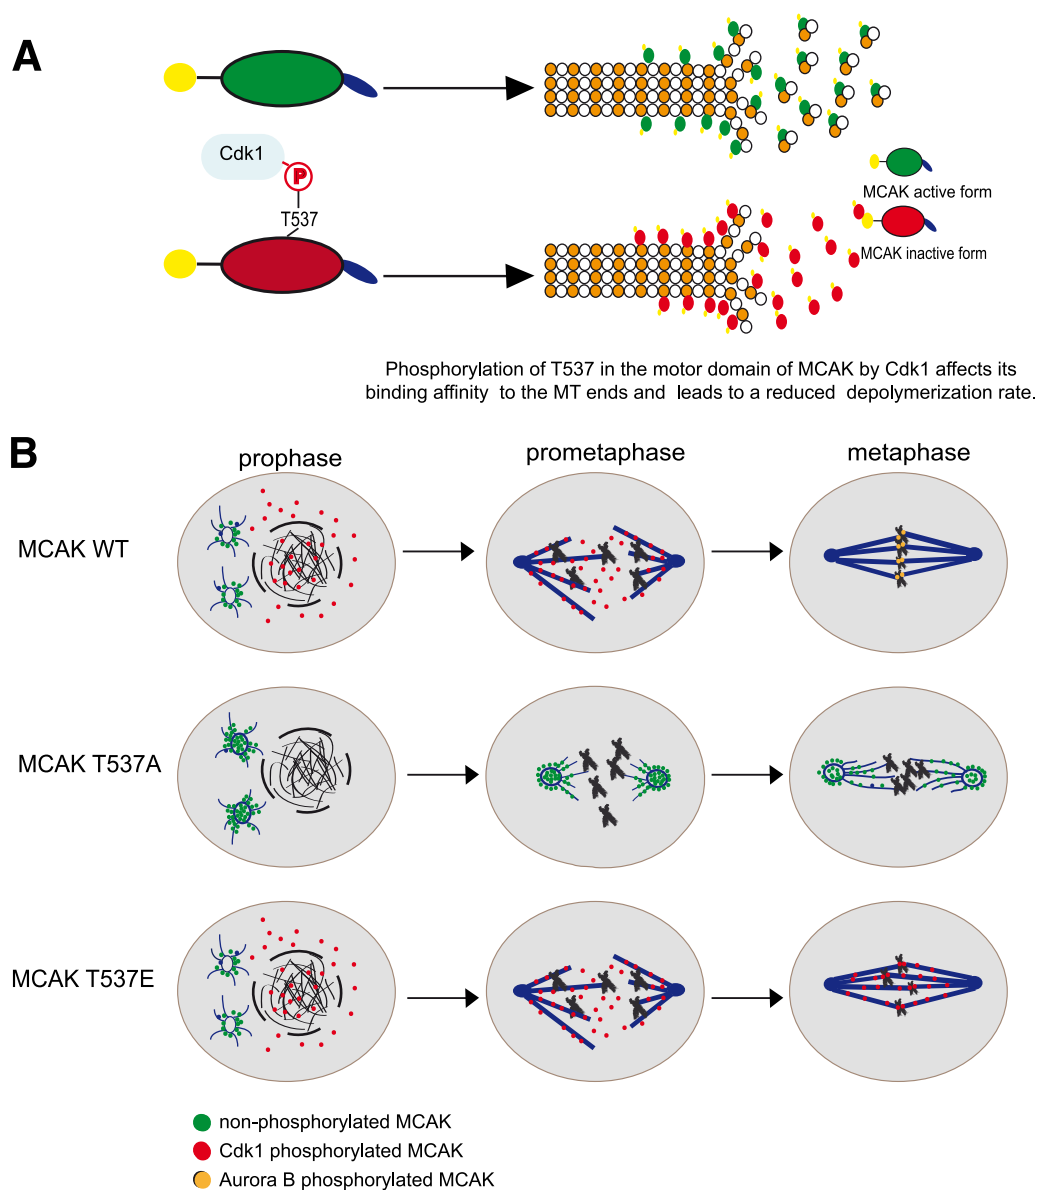 A
Cdk1
P
T537
MCAK active form
MCAK inactive form
Phosphorylation of T537 in the motor domain of MCAK by Cdk1 affects its
binding affinity to the MT ends and leads to a reduced depolymerization rate.
B
prophase
prometaphase
metaphase
MCAK WT
MCAK T537A
MCAK T537E
non-phosphorylated MCAK
Cdk1 phosphorylated MCAK
Aurora B phosphorylated MCAK